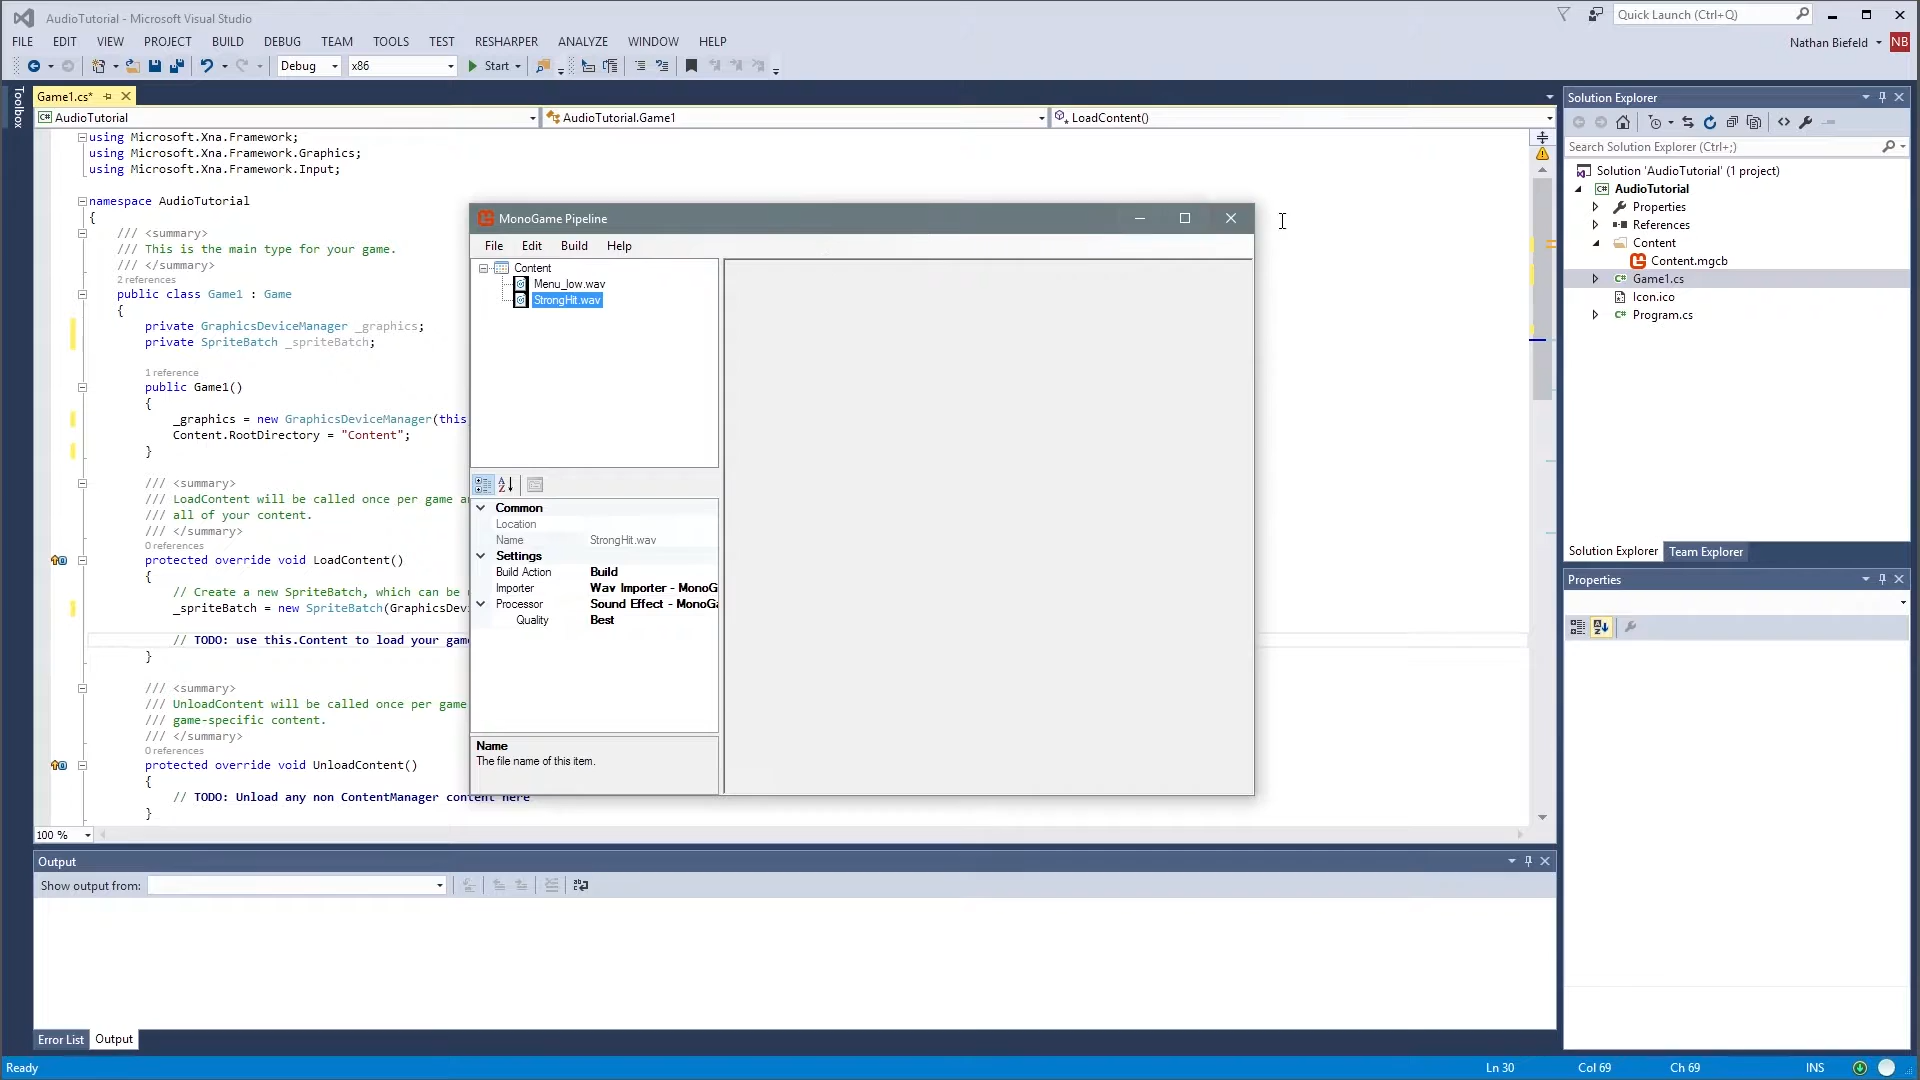 AudioTutorial - Microsoft Visual Studio
Quick Launch (Ctrl+Q)
FILE EDIT VIEW PROJECT BUILD DEBUG TEAM TOOLS TEST RESHARPER ANALYZE WINDOW HELP
Nathan Biefeld NB
Debug x86 Start
Toolbox
Game1.cs*
AudioTutorial AudioTutorial.Game1 LoadContent()
using Microsoft.Xna.Framework;
using Microsoft.Xna.Framework.Graphics;
using Microsoft.Xna.Framework.Input;
namespace AudioTutorial
{
/// <summary>
/// This is the main type for your game.
/// </summary>
2 references
public class Game1 : Game
{
private GraphicsDeviceManager _graphics;
private SpriteBatch _spriteBatch;
1 reference
public Game1()
{
_graphics = new GraphicsDeviceManager(this
Content.RootDirectory = "Content";
}
/// <summary>
/// LoadContent will be called once per game
/// all of your content.
/// </summary>
0 references
protected override void LoadContent()
{
// Create a new SpriteBatch, which can be
_spriteBatch = new SpriteBatch(GraphicsDev
// TODO: use this.Content to load your game
}
/// <summary>
/// UnloadContent will be called once per game
/// game-specific content.
/// </summary>
0 references
protected override void UnloadContent()
{
// TODO: Unload any non ContentManager content here
}
100 %
MonoGame Pipeline
File Edit Build Help
Content
Menu_low.wav
StrongHit.wav
Common
Location
Name StrongHit.wav
Settings
Build Action Build
Importer Wav Importer - MonoG
Processor Sound Effect - MonoGa
Quality Best
Name
The file name of this item.
Solution Explorer
Search Solution Explorer (Ctrl+;)
Solution 'AudioTutorial' (1 project)
AudioTutorial
Properties
References
Content
Content.mgcb
Game1.cs
Icon.ico
Program.cs
Solution Explorer Team Explorer
Properties
Output
Show output from:
Error List Output
Ready Ln 30 Col 69 Ch 69 INS